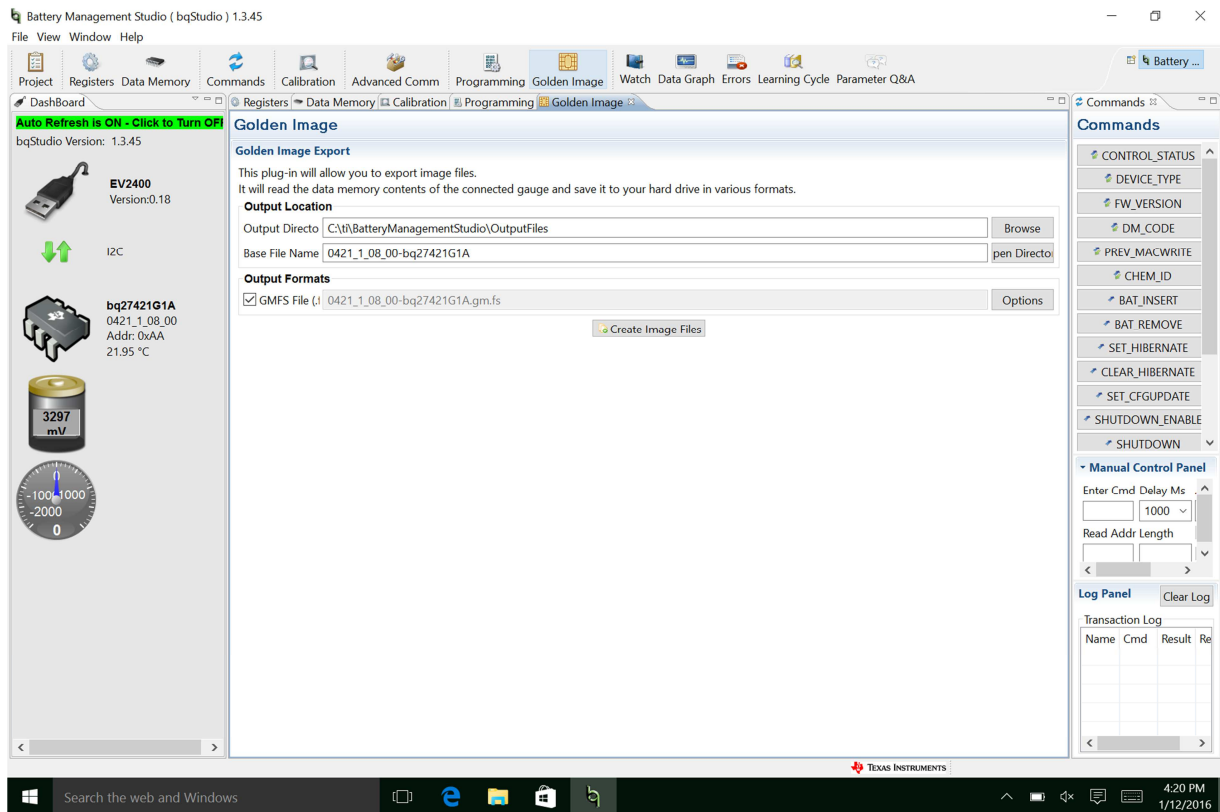 Battery Management Studio ( bqStudio ) 1.3.45
File View Window Help
Project Registers Data Memory Commands Calibration Advanced Comm Programming Golden Image Watch Data Graph Errors Learning Cycle Parameter Q&A
Battery ...
DashBoard
Auto Refresh is ON - Click to Turn OFF
bqStudio Version: 1.3.45
EV2400
Version:0.18
I2C
bq27421G1A
0421_1_08_00
Addr: 0xAA
21.95 °C
3297
mV
0
-100 1000
-2000
0
Registers Data Memory Calibration Programming Golden Image
Golden Image
Golden Image Export
This plug-in will allow you to export image files.
It will read the data memory contents of the connected gauge and save it to your hard drive in various formats.
Output Location
Output Directo C:\ti\BatteryManagementStudio\OutputFiles Browse
Base File Name 0421_1_08_00-bq27421G1A pen Directo
Output Formats
GMFS File (.f 0421_1_08_00-bq27421G1A.gm.fs Options
Create Image Files
Commands
Commands
CONTROL_STATUS
DEVICE_TYPE
FW_VERSION
DM_CODE
PREV_MACWRITE
CHEM_ID
BAT_INSERT
BAT_REMOVE
SET_HIBERNATE
CLEAR_HIBERNATE
SET_CFGUPDATE
SHUTDOWN_ENABLE
SHUTDOWN
Manual Control Panel
Enter Cmd Delay Ms
1000
Read Addr Length
Log Panel Clear Log
Transaction Log
Name Cmd Result Re
TEXAS INSTRUMENTS
Search the web and Windows
4:20 PM
1/12/2016